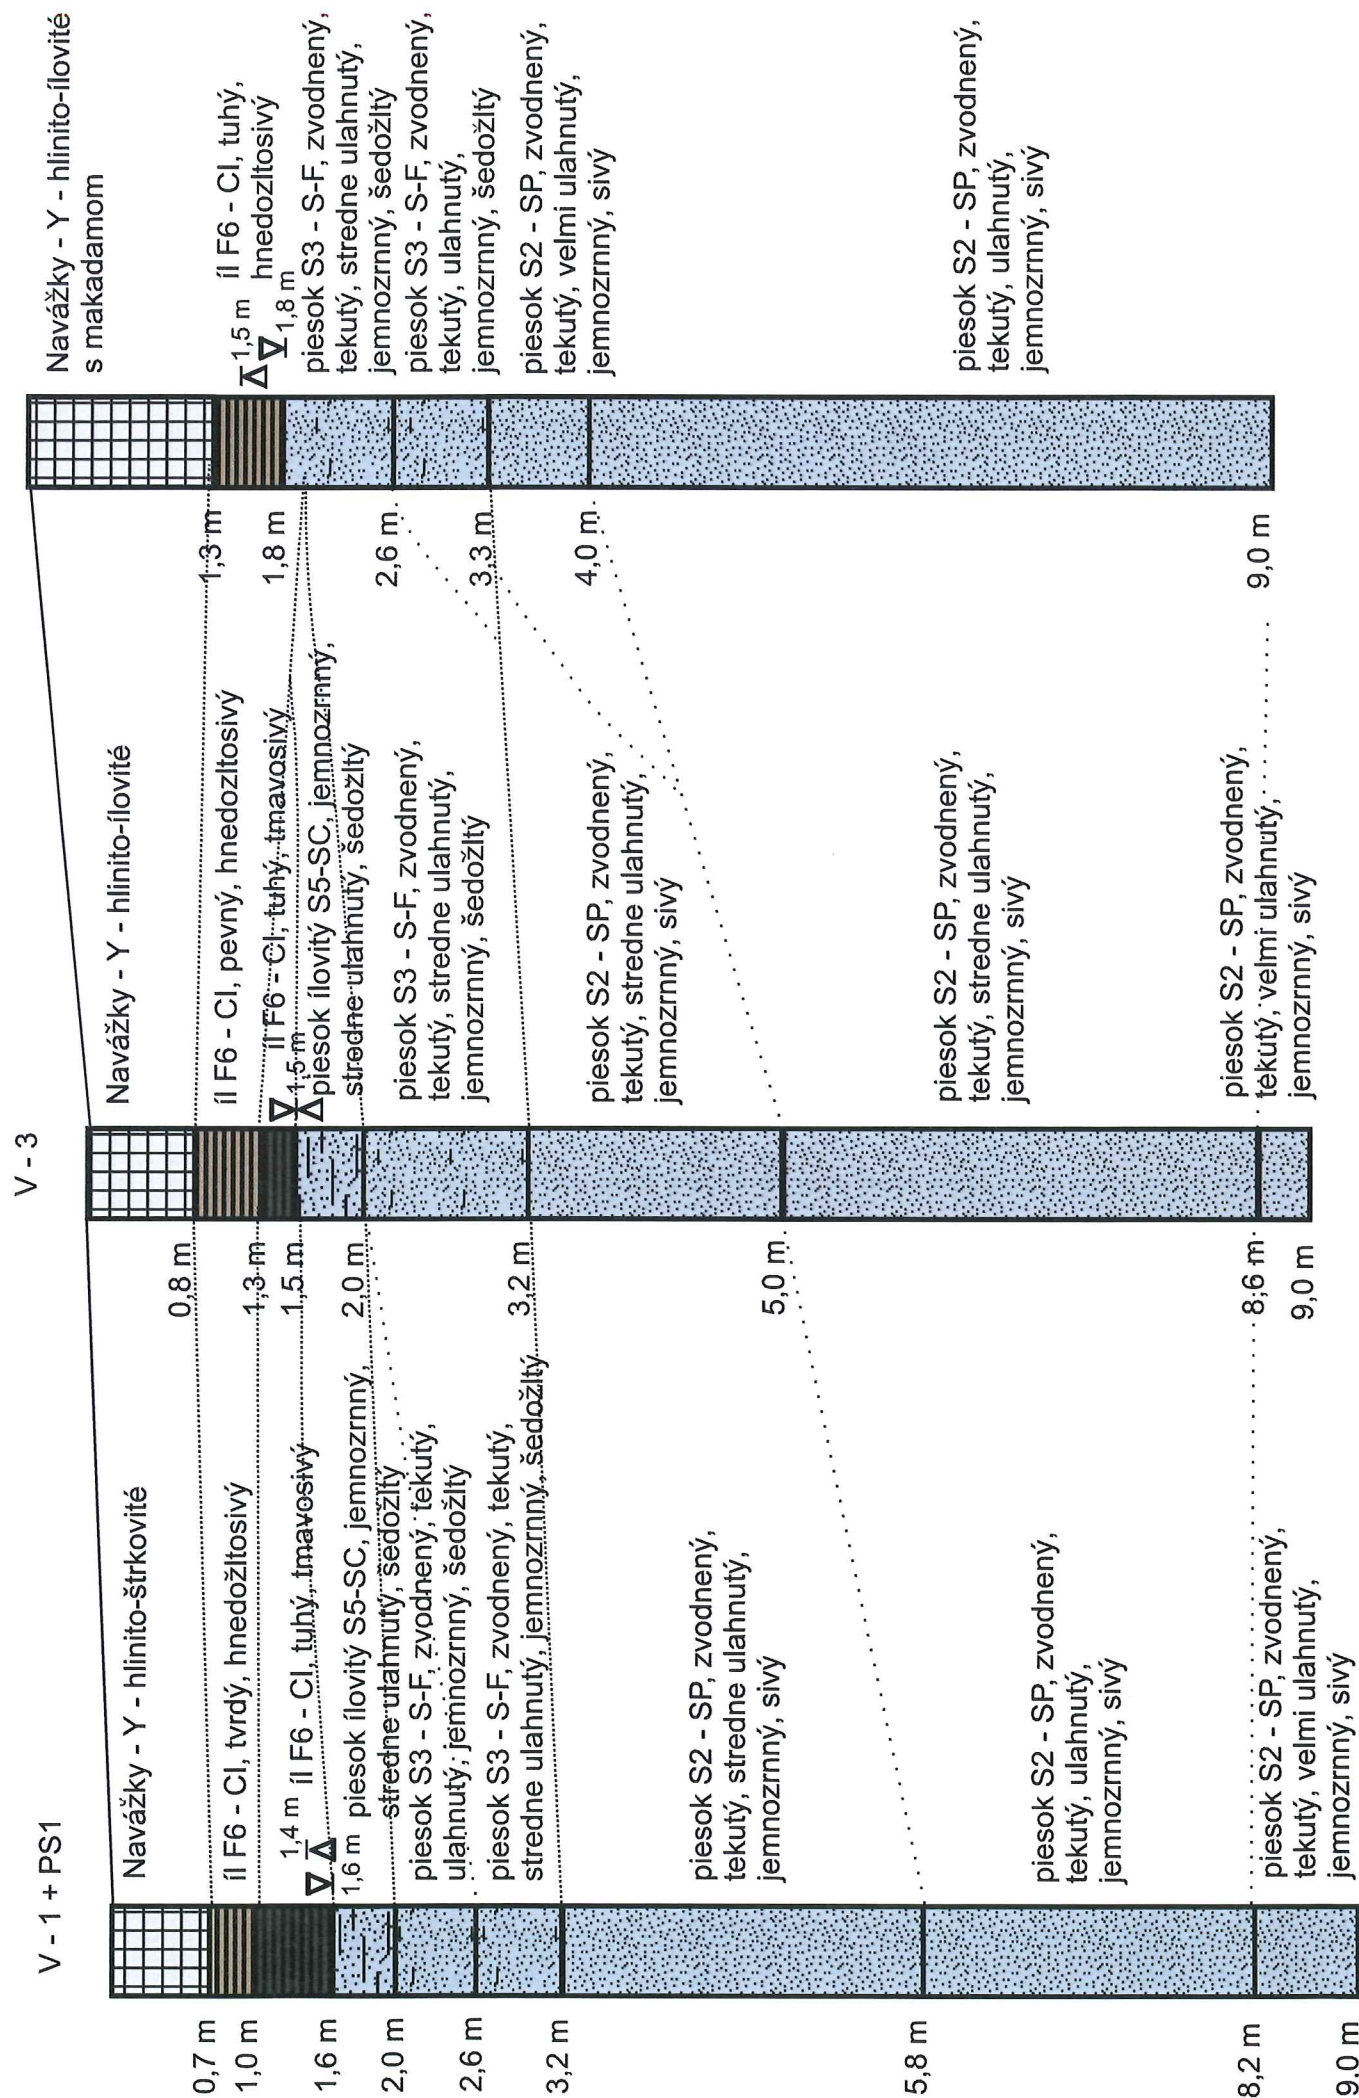 V - 1 + PS1
0,7 m
1,0 m
1,6 m
2,0 m
2,6 m
3,2 m
5,8 m
8,2 m
9,0 m
Navážky - Y - hlinito-štrkovité
íl F6 - CI, tvrdý, hnedožltosivý
1,4 m
íl F6 - CI, tuhý, tmavosivý
1,6 m
piesok ílovitý S5-SC, jemnozrnný,
stredne ulahnutý, šedožltý
piesok S3 - S-F, zvodnený, tekutý,
ulahnutý, jemnozrnný, šedožltý
piesok S3 - S-F, zvodnený, tekutý,
stredne ulahnutý, jemnozrnný, šedožltý
piesok S2 - SP, zvodnený,
tekutý, stredne ulahnutý,
jemnozrnný, sivý
piesok S2 - SP, zvodnený,
tekutý, ulahnutý,
jemnozrnný, sivý
piesok S2 - SP, zvodnený,
tekutý, velmi ulahnutý,
jemnozrnný, sivý
V - 3
0,8 m
1,3 m
1,5 m
2,0 m
3,2 m
5,0 m
8,6 m
9,0 m
Navážky - Y - hlinito-ílovité
íl F6 - CI, pevný, hnedozltosivý
íl F6 - CI, tuhý, tmavosivý
1,5 m
piesok ílovitý S5-SC, jemnozrnný,
stredne ulahnutý, šedožltý
piesok S3 - S-F, zvodnený,
tekutý, stredne ulahnutý,
jemnozrnný, šedožltý
piesok S2 - SP, zvodnený,
tekutý, stredne ulahnutý,
jemnozrnný, sivý
piesok S2 - SP, zvodnený,
tekutý, stredne ulahnutý,
jemnozrnný, sivý
piesok S2 - SP, zvodnený,
tekutý, velmi ulahnutý,
jemnozrnný, sivý
1,3 m
1,8 m
2,6 m
3,3 m
4,0 m
9,0 m
Navážky - Y - hlinito-ílovité
s makadamom
1,5 m
íl F6 - CI, tuhý,
hnedozltosivý
1,8 m
piesok S3 - S-F, zvodnený,
tekutý, stredne ulahnutý,
jemnozrnný, šedožltý
piesok S3 - S-F, zvodnený,
tekutý, ulahnutý,
jemnozrnný, šedožltý
piesok S2 - SP, zvodnený,
tekutý, velmi ulahnutý,
jemnozrnný, sivý
piesok S2 - SP, zvodnený,
tekutý, ulahnutý,
jemnozrnný, sivý